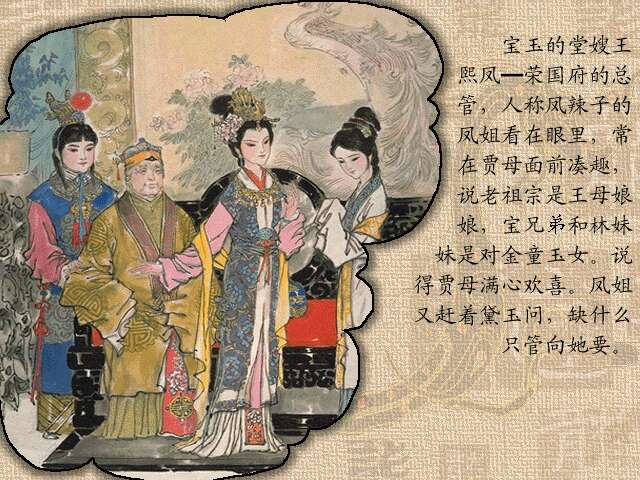 宝玉的堂嫂王
熙凤—荣国府的总
管，人称凤辣子的
凤姐看在眼里，常
在贾母面前凑趣，
说老祖宗是王母娘
娘，宝兄弟和林妹
妹是对金童玉女。说
得贾母满心欢喜。凤姐
又赶着黛玉问，缺什么
只管向她要。